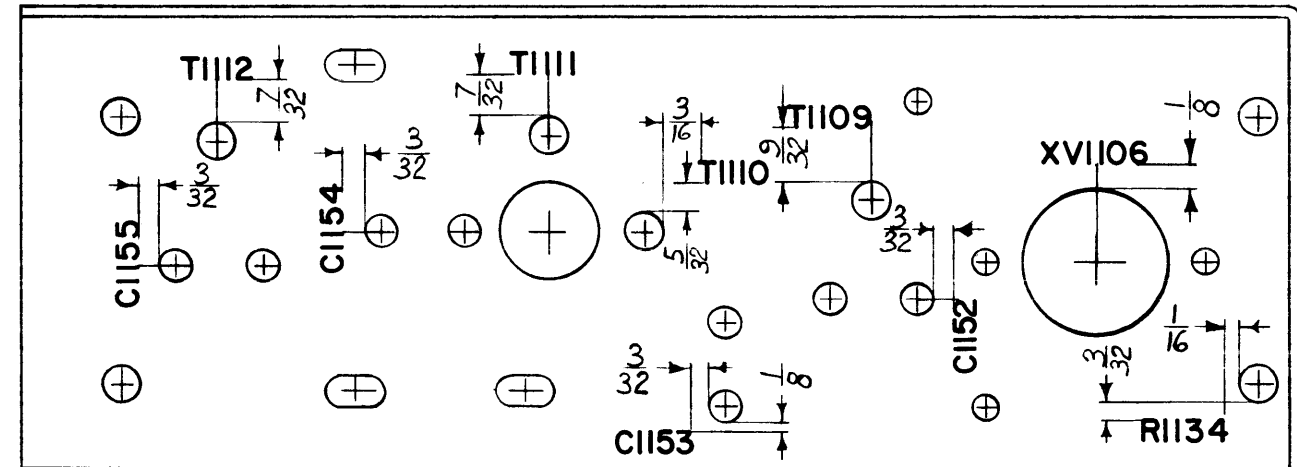 T1112
7/32
T1111
7/32
3/16
T1109
9/32
1/8
XV1106
3/32
3/32
T1110
C1155
C1154
5/32
3/32
C1152
1/16
3/32
3/32
1/8
C1153
R1134